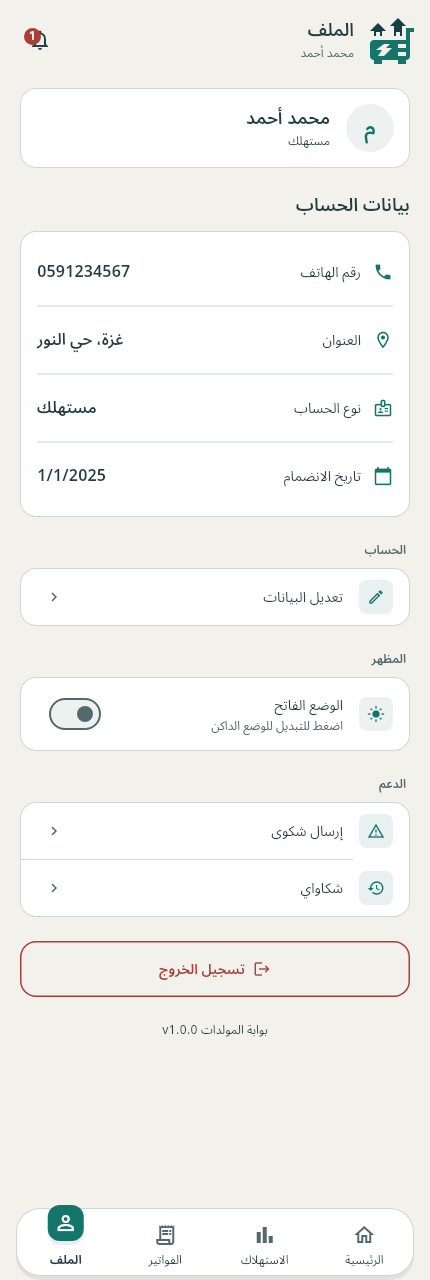 الملف
محمد أحمد
1
م
محمد أحمد
مستهلك
بيانات الحساب
رقم الهاتف
0591234567
العنوان
غزة، حي النور
نوع الحساب
مستهلك
تاريخ الانضمام
1/1/2025
الحساب
تعديل البيانات
المظهر
الوضع الفاتح
اضغط للتبديل للوضع الداكن
الدعم
إرسال شكوى
شكاواي
تسجيل الخروج
بوابة المولدات v1.0.0
الرئيسية
الاستهلاك
الفواتير
الملف